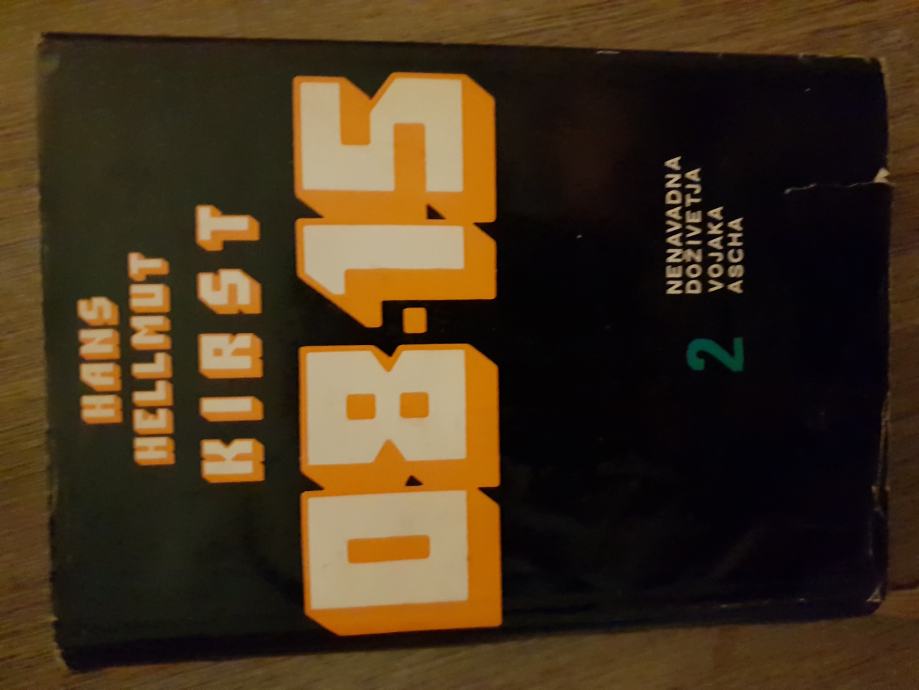 HANS
HELLMUT
KIRST
08·15
2
NENAVADNA
DOŽIVETJA
VOJAKA
ASCHA